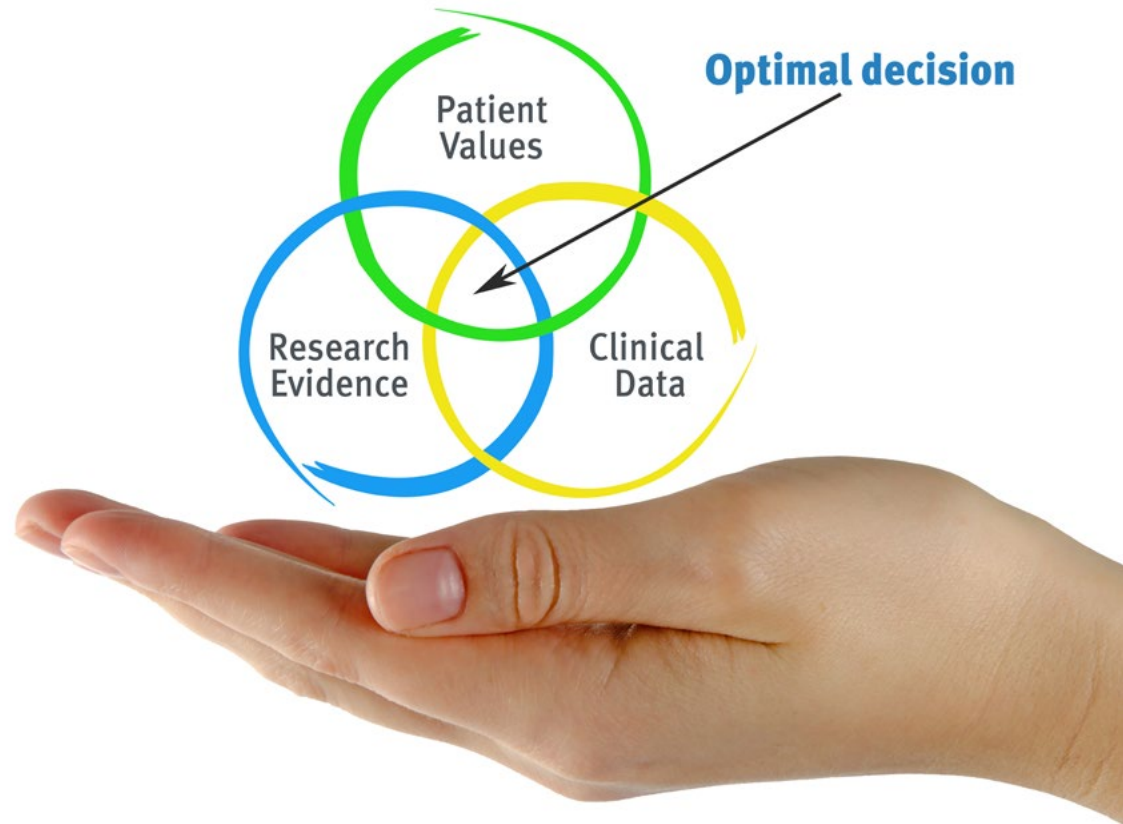 Optimal decision
Patient
Values
Research
Evidence
Clinical
Data